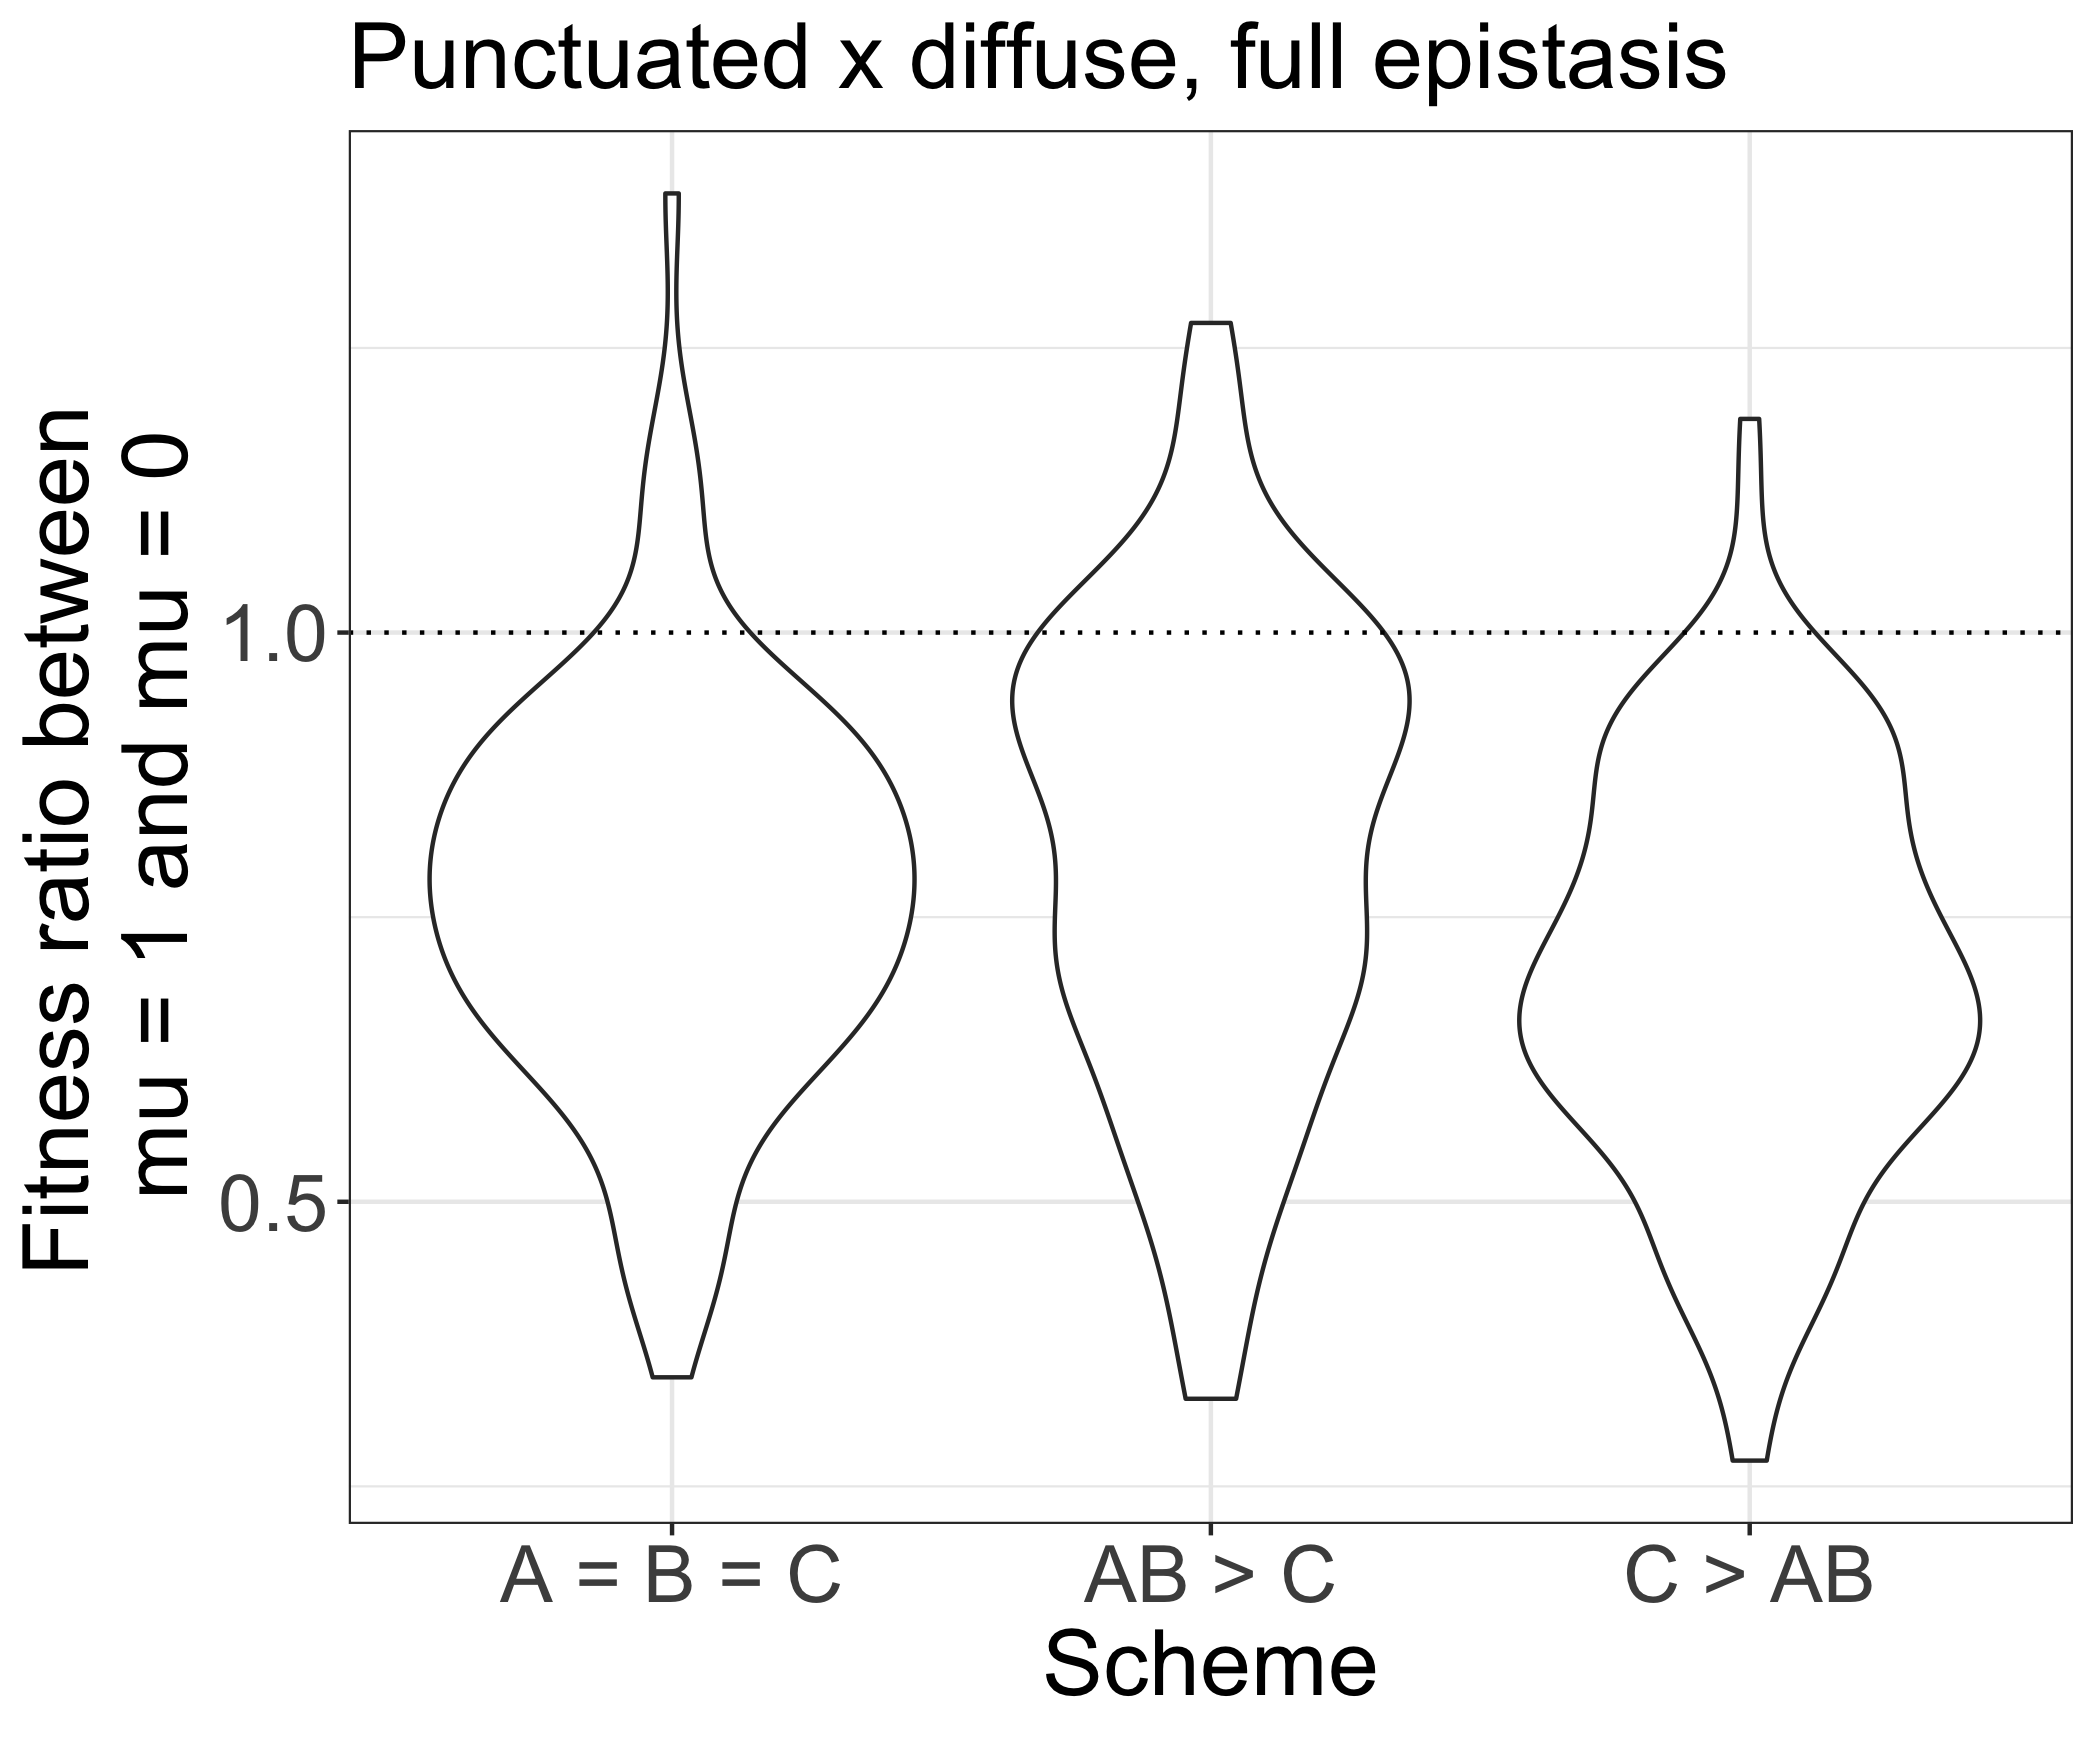 Punctuated x diffuse, full epistasis
Fitness ratio between
mu = 1 and mu = 0
1.0
0.5
A = B = C
AB > C
C > AB
Scheme